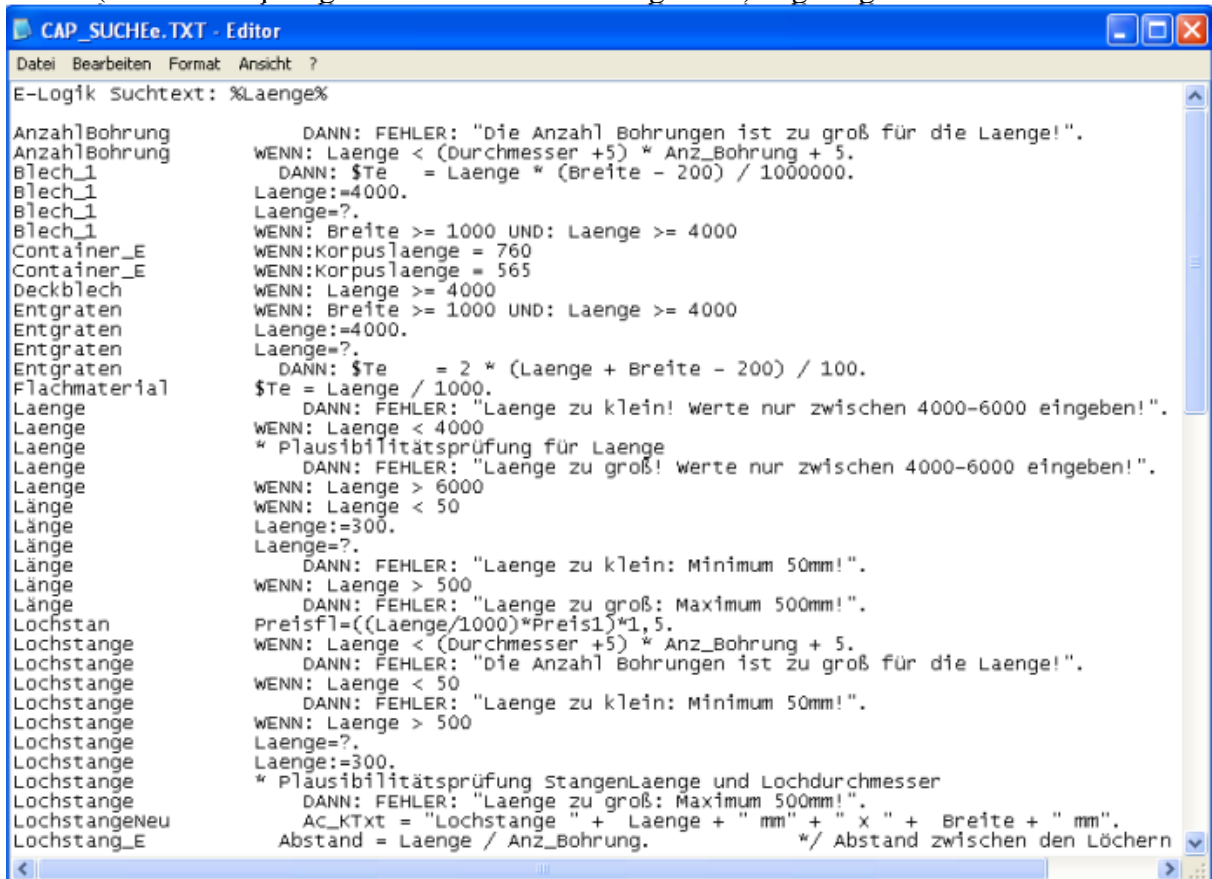 CAP_SUCHEe.TXT - Editor
Datei Bearbeiten Format Ansicht ?
E-Logik Suchtext: %Laenge%
AnzahlBohrung DANN: FEHLER: "Die Anzahl Bohrungen ist zu groß für die Laenge!".
AnzahlBohrung WENN: Laenge < (Durchmesser +5) * Anz_Bohrung + 5.
Blech_1 DANN: $Te = Laenge * (Breite - 200) / 1000000.
Blech_1 Laenge:=4000.
Blech_1 Laenge=?.
Blech_1 WENN: Breite >= 1000 UND: Laenge >= 4000
Container_E WENN:Korpuslaenge = 760
Container_E WENN:Korpuslaenge = 565
Deckblech WENN: Laenge >= 4000
Entgraten WENN: Breite >= 1000 UND: Laenge >= 4000
Entgraten Laenge:=4000.
Entgraten Laenge=?.
Entgraten DANN: $Te = 2 * (Laenge + Breite - 200) / 100.
Flachmaterial $Te = Laenge / 1000.
Laenge DANN: FEHLER: "Laenge zu klein! Werte nur zwischen 4000-6000 eingeben!".
Laenge WENN: Laenge < 4000
Laenge * Plausibilitätsprüfung für Laenge
Laenge DANN: FEHLER: "Laenge zu groß! Werte nur zwischen 4000-6000 eingeben!".
Laenge WENN: Laenge > 6000
Länge WENN: Laenge < 50
Länge Laenge:=300.
Länge Laenge=?.
Länge DANN: FEHLER: "Laenge zu klein: Minimum 50mm!".
Länge WENN: Laenge > 500
Länge DANN: FEHLER: "Laenge zu groß: Maximum 500mm!".
Lochstan Preisfl=((Laenge/1000)*Preis1)*1,5.
Lochstange WENN: Laenge < (Durchmesser +5) * Anz_Bohrung + 5.
Lochstange DANN: FEHLER: "Die Anzahl Bohrungen ist zu groß für die Laenge!".
Lochstange WENN: Laenge < 50
Lochstange DANN: FEHLER: "Laenge zu klein: Minimum 50mm!".
Lochstange WENN: Laenge > 500
Lochstange Laenge=?.
Lochstange Laenge:=300.
Lochstange * Plausibilitätsprüfung StangenLaenge und Lochdurchmesser
Lochstange DANN: FEHLER: "Laenge zu groß: Maximum 500mm!".
LochstangeNeu Ac_KTxt = "Lochstange " + Laenge + " mm" + " x " + Breite + " mm".
Lochstang_E Abstand = Laenge / Anz_Bohrung. */ Abstand zwischen den Löchern